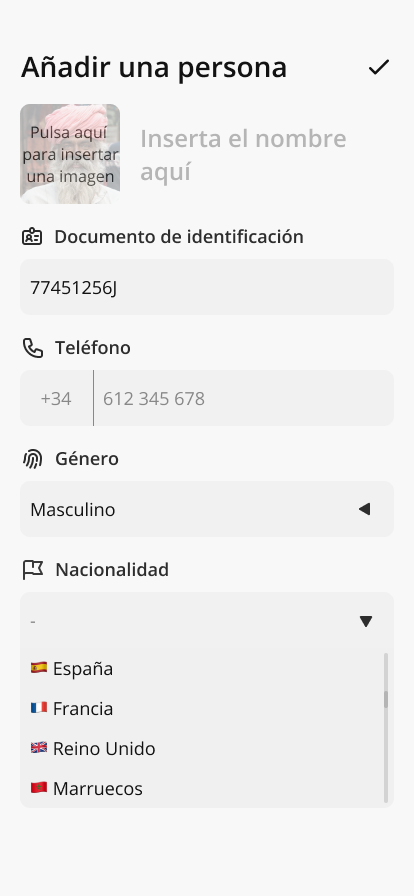 Añadir una persona
Pulsa aquí
para insertar
una imagen
Inserta el nombre
aquí
Documento de identificación
77451256J
Teléfono
+34 612 345 678
Género
Masculino
Nacionalidad
-
España
Francia
Reino Unido
Marruecos